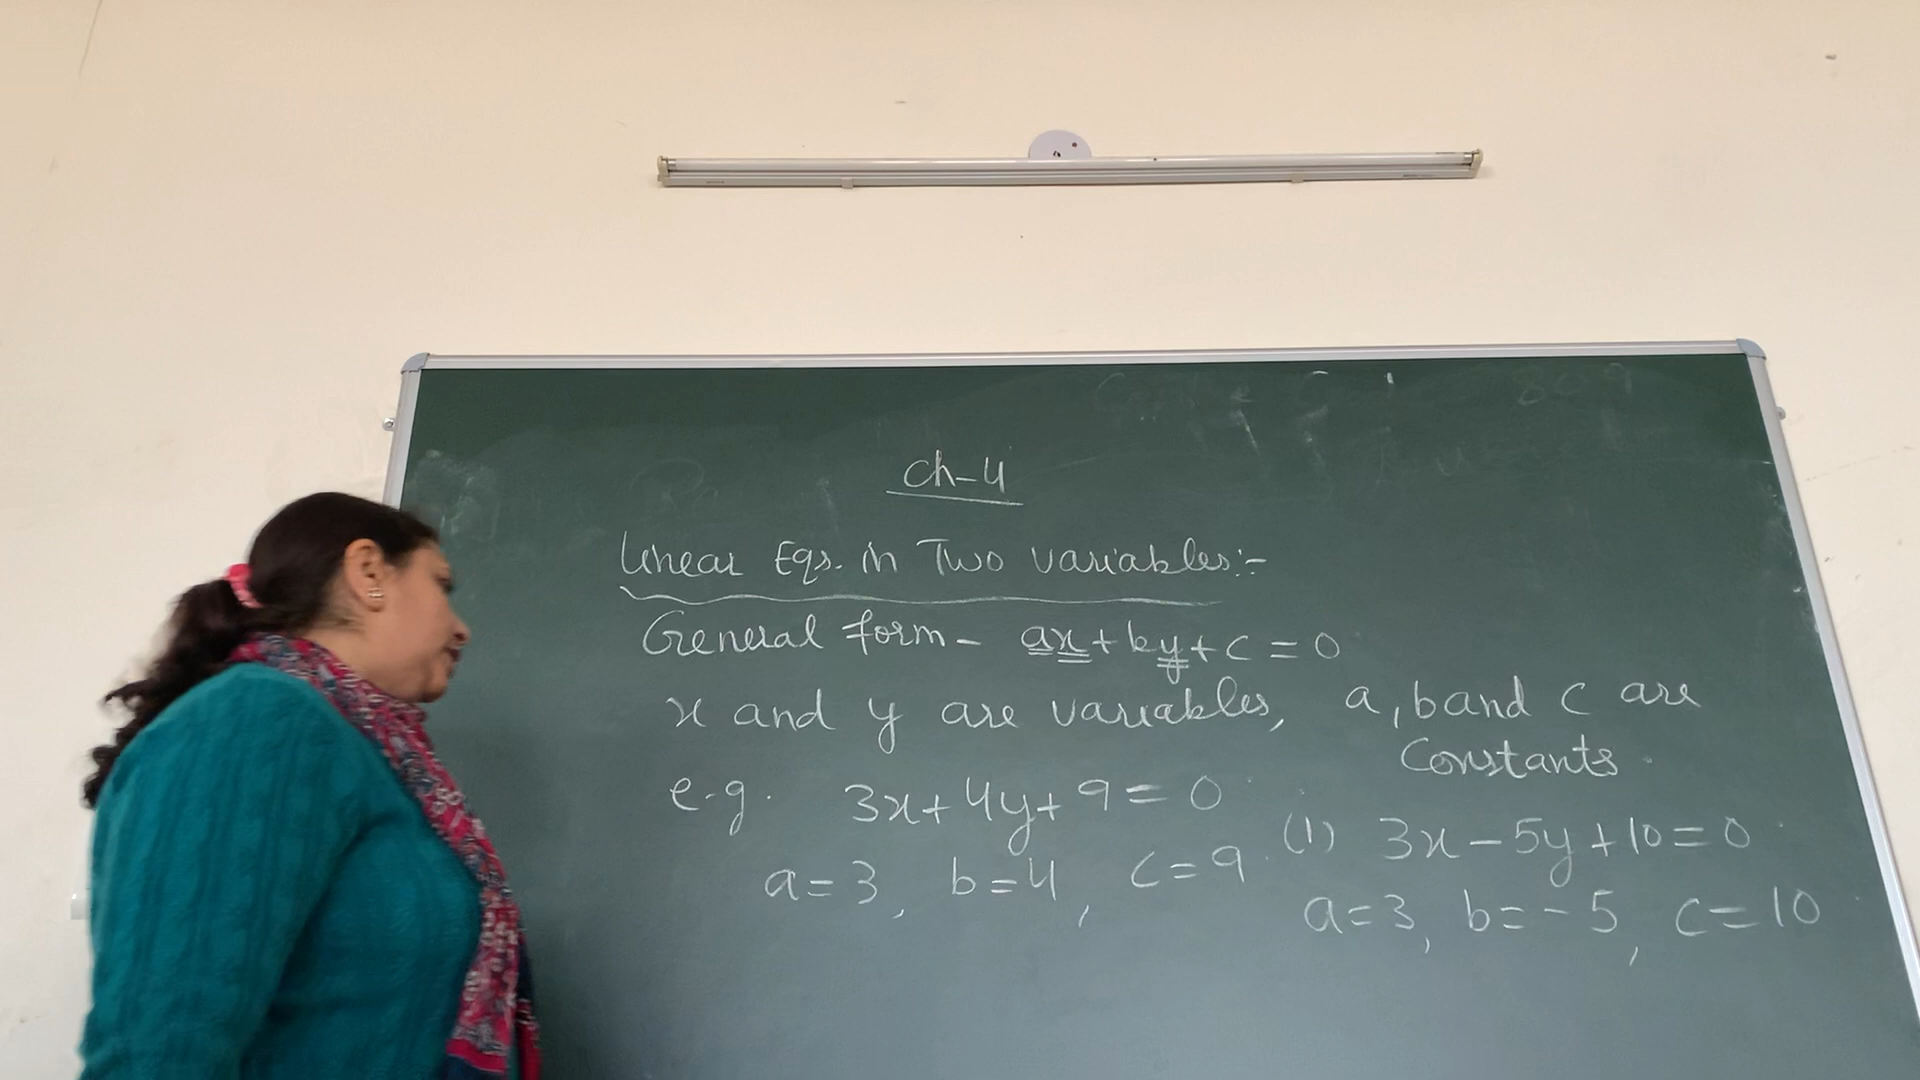 Ch-4
Linear Eqs. in Two variables:-
General form - ax+by+c=0
x and y are variables, a, b and c are
Constants.
e.g. 3x+4y+9=0
a=3, b=4, c=9.
(1) 3x-5y+10=0
a=3, b=-5, c=10